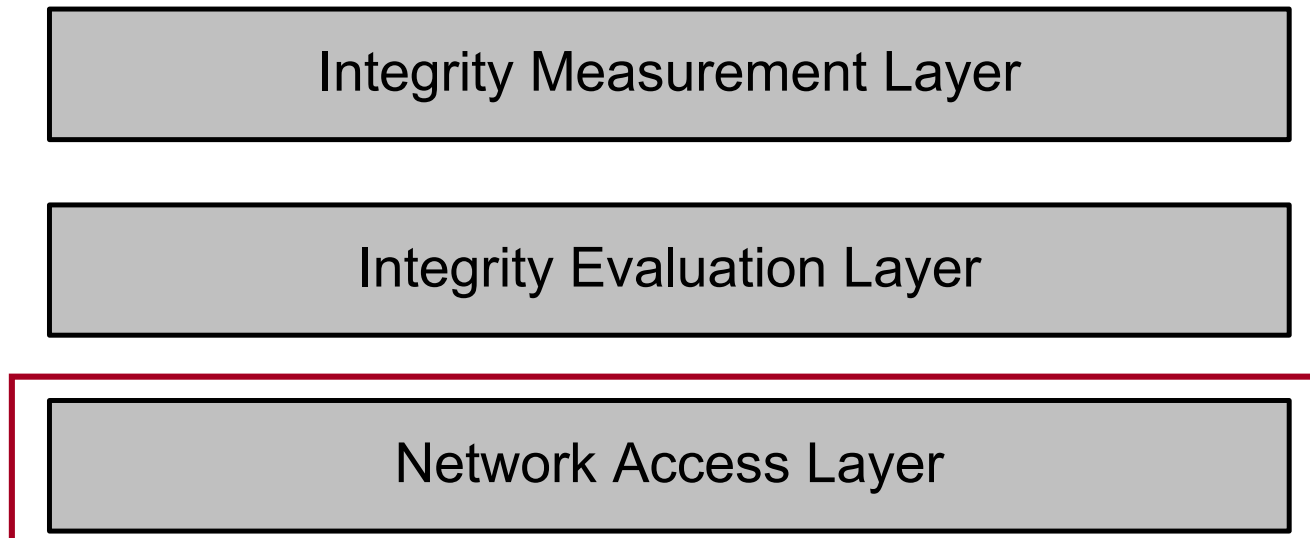 Integrity Measurement Layer
Integrity Evaluation Layer
Network Access Layer